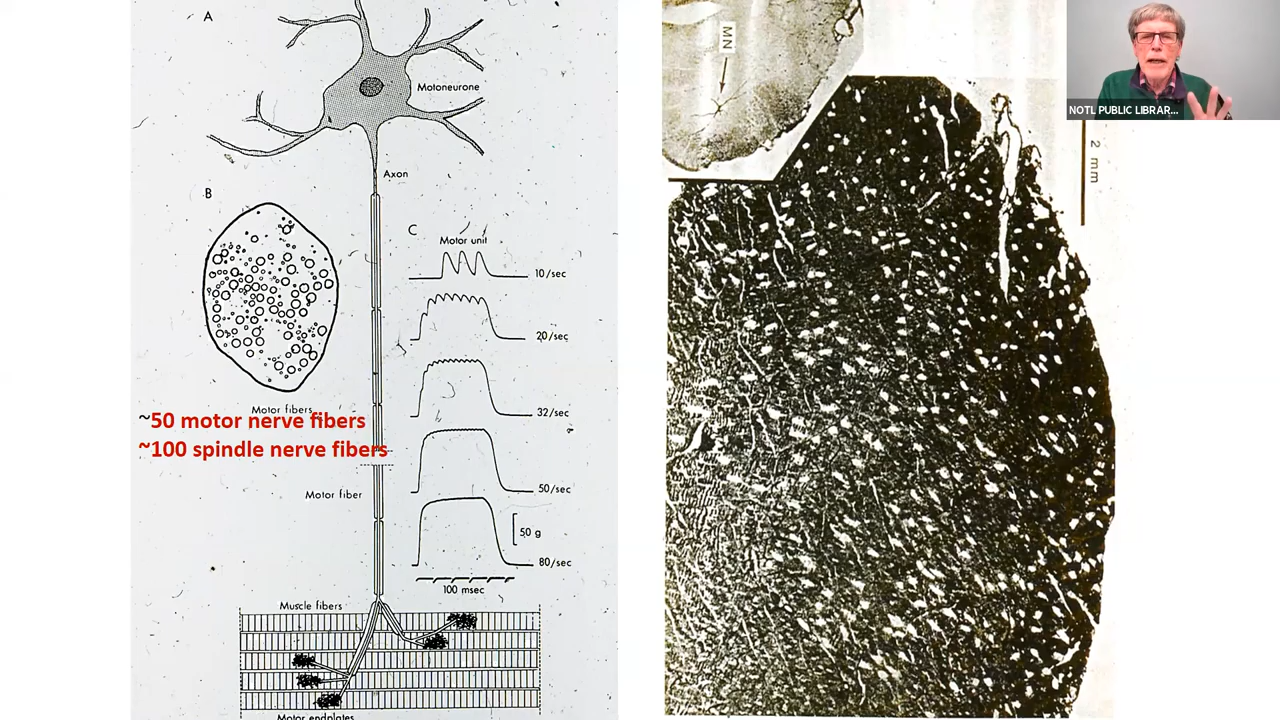 A
Motoneurone
Axon
B
C
Motor unit
10/sec
20/sec
Motor fibers
~50 motor nerve fibers
~100 spindle nerve fibers
32/sec
50/sec
Motor fiber
50 g
80/sec
100 msec
Muscle fibers
Motor endplates
MN
2 mm
NOTL PUBLIC LIBRAR...